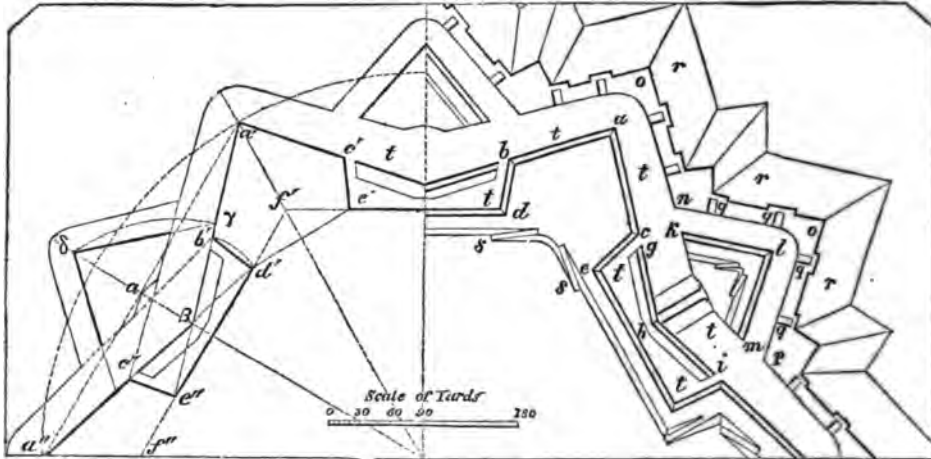 o
r
a' c' t b t a t r
e' f' t d n q q r
δ γ b' c k l o
g
s e t q
a d' s r
B h t m q
c'' i p
e'' t
Scale of Yards
0 30 60 90 180
a'' f''